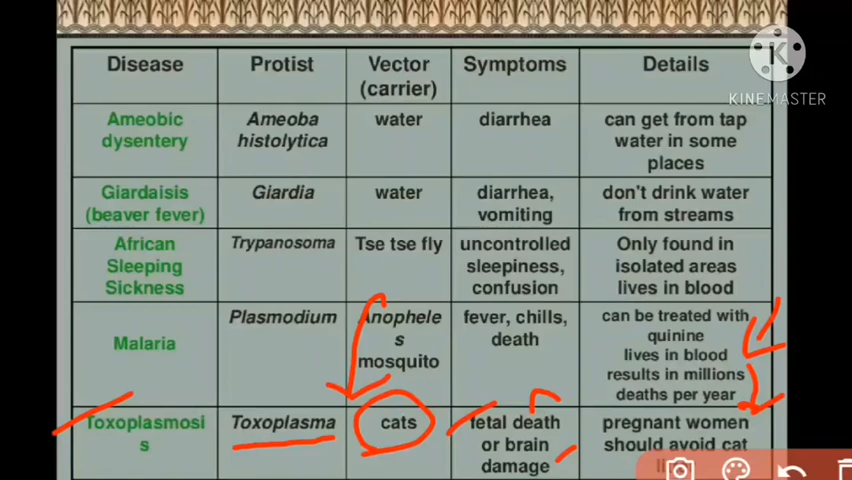 Disease Protist Vector (carrier) Symptoms Details
Ameobic dysentery Ameoba histolytica water diarrhea can get from tap water in some places
Giardaisis (beaver fever) Giardia water diarrhea, vomiting don't drink water from streams
African Sleeping Sickness Trypanosoma Tse tse fly uncontrolled sleepiness, confusion Only found in isolated areas lives in blood
Malaria Plasmodium Anophele s mosquito fever, chills, death can be treated with quinine lives in blood results in millions deaths per year
Toxoplasmosi s Toxoplasma cats fetal death or brain damage pregnant women should avoid cat
K
KINEMASTER